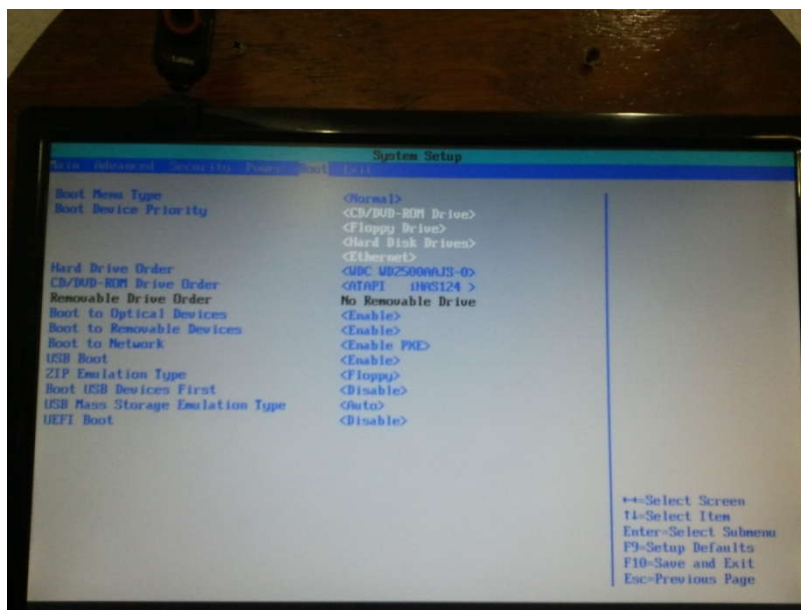 System Setup
Main Advanced Security Power Boot Exit
Boot Menu Type <Normal>
Boot Device Priority <CD/DVD-ROM Drive>
<Floppy Drive>
<Hard Disk Drives>
<Ethernet>
Hard Drive Order <WDC WD2500AAJS-0>
CD/DVD-ROM Drive Order <ATAPI iHAS124 >
Removable Drive Order No Removable Drive
Boot to Optical Devices <Enable>
Boot to Removable Devices <Enable>
Boot to Network <Enable PXE>
USB Boot <Enable>
ZIP Emulation Type <Floppy>
Boot USB Devices First <Disable>
USB Mass Storage Emulation Type <Auto>
UEFI Boot <Disable>
←→=Select Screen
↑↓=Select Item
Enter=Select Submenu
F9=Setup Defaults
F10=Save and Exit
Esc=Previous Page